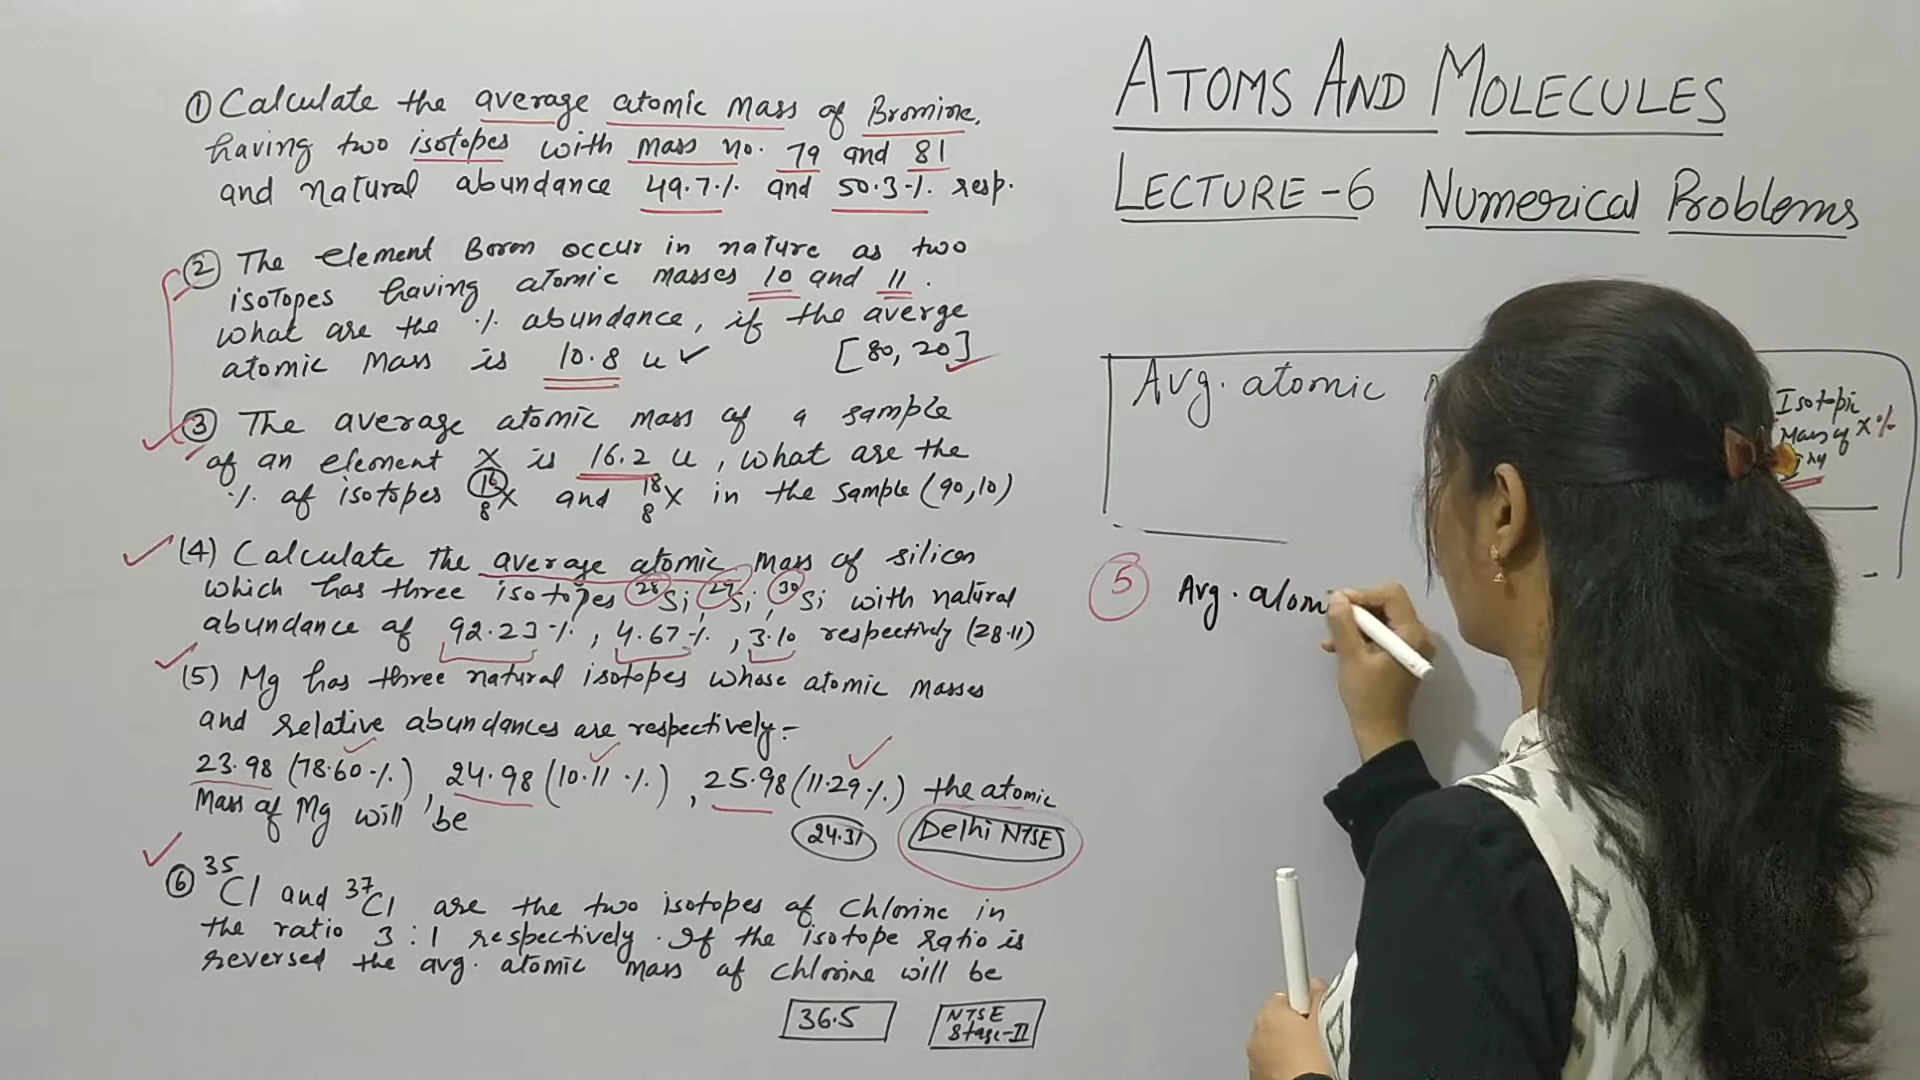 ① Calculate the average atomic mass of Bromine,
having two isotopes with mass no. 79 and 81
and natural abundance 49.7% and 50.3% resp.
② The element Boron occur in nature as two
isotopes having atomic masses 10 and 11.
What are the % abundance, if the averge
atomic mass is 10.8 u ✓ [80, 20]
③ The average atomic mass of a sample
of an element X is 16.2 u, what are the
% of isotopes ¹⁶₈X and ¹⁸₈X in the sample (90,10)
(4) Calculate the average atomic mass of silicon
which has three isotopes ²⁸Si, ²⁹Si, ³⁰Si with natural
abundance of 92.23%, 4.67%, 3.10 respectively (28.11)
(5) Mg has three natural isotopes whose atomic masses
and relative abundances are respectively:-
23.98 (78.60%), 24.98 (10.11%), 25.98 (11.29%) the atomic
Mass of Mg will be
24.31
Delhi NTSE
⑥ ³⁵Cl and ³⁷Cl are the two isotopes of Chlorine in
the ratio 3:1 respectively. If the isotope ratio is
reversed the avg. atomic mass of chlorine will be
36.5
NTSE
Stage-II
ATOMS AND MOLECULES
LECTURE-6 Numerical Problems
Avg. atomic
Isotopic
Mass of X %
⑤ Avg. atom